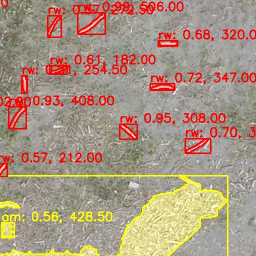 rw: 0.98, 506.00
rw: 0.68, 320.0
rw: 0.61, 182.00
254.50
rw: 0.72, 347.00
0.93, 408.00
rw: 0.95, 308.00
rw: 0.70, 3
rw: 0.57, 212.00
am: 0.56, 428.50